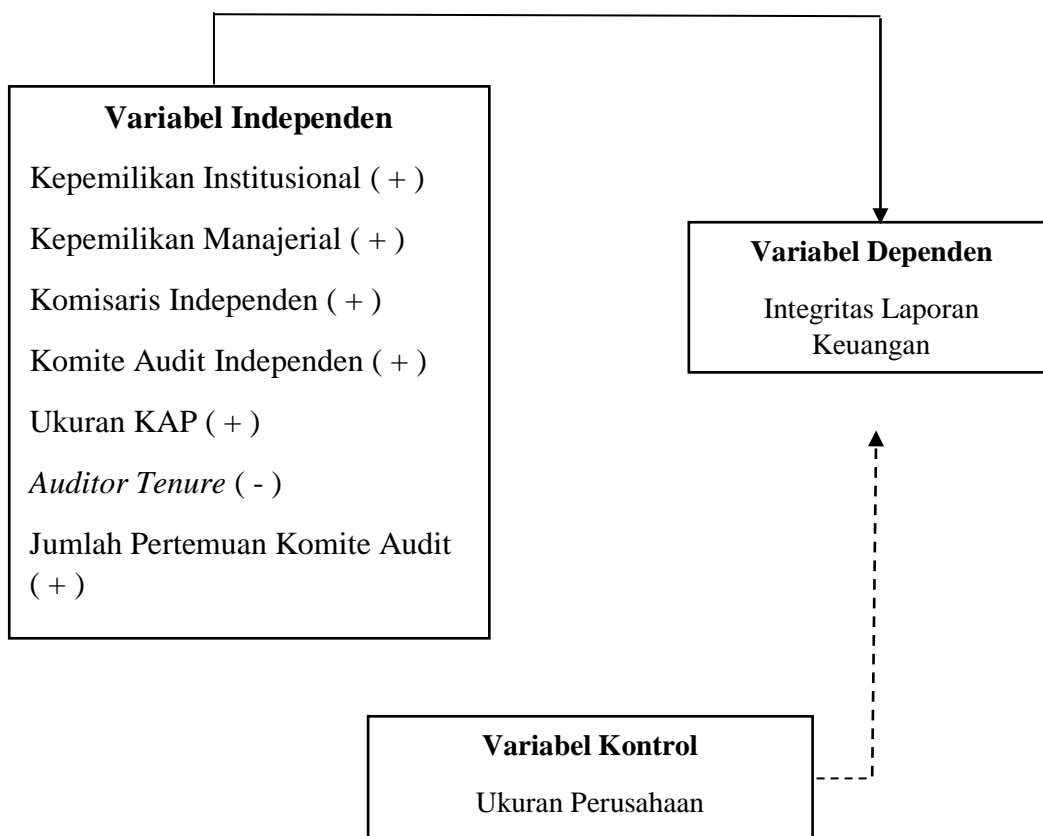 Variabel Independen
Kepemilikan Institusional ( + )
Kepemilikan Manajerial ( + )
Komisaris Independen ( + )
Komite Audit Independen ( + )
Ukuran KAP ( + )
Auditor Tenure ( - )
Jumlah Pertemuan Komite Audit
( + )
Variabel Dependen
Integritas Laporan
Keuangan
Variabel Kontrol
Ukuran Perusahaan